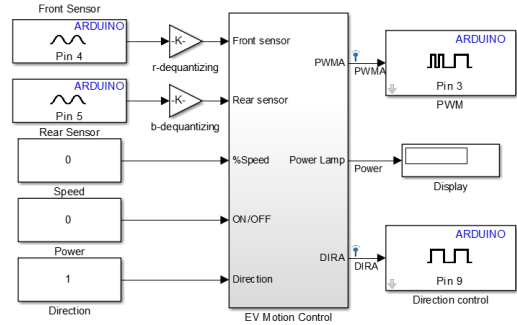 Front Sensor
ARDUINO
Pin 4
-K-
r-dequantizing
ARDUINO
Pin 5
Rear Sensor
-K-
b-dequantizing
0
Speed
0
Power
1
Direction
Front sensor
Rear sensor
%Speed
ON/OFF
Direction
PWMA
Power Lamp
DIRA
EV Motion Control
PWMA
Power
DIRA
ARDUINO
Pin 3
PWM
Display
ARDUINO
Pin 9
Direction control